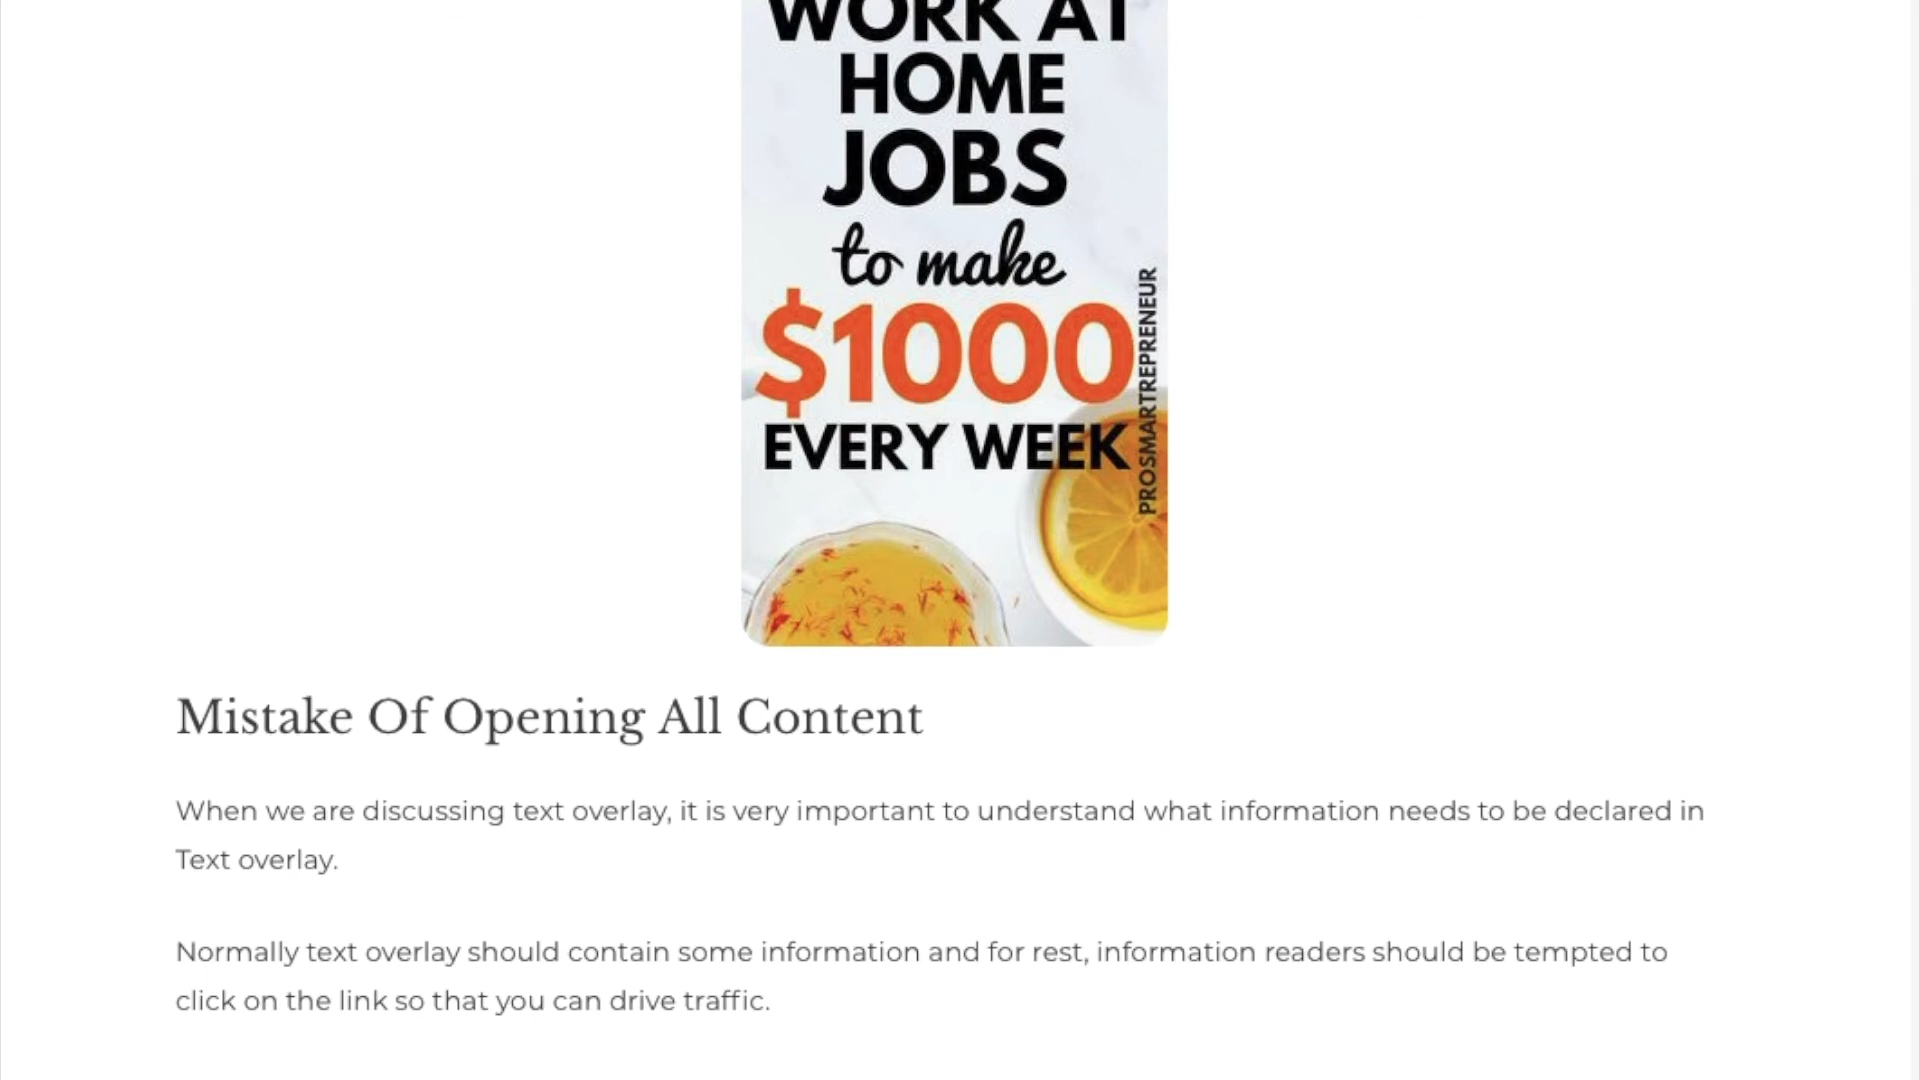 WORK AT
HOME
JOBS
to make
$1000
EVERY WEEK
PROSMARTREPRENEUR
Mistake Of Opening All Content
When we are discussing text overlay, it is very important to understand what information needs to be declared in
Text overlay.
Normally text overlay should contain some information and for rest, information readers should be tempted to
click on the link so that you can drive traffic.